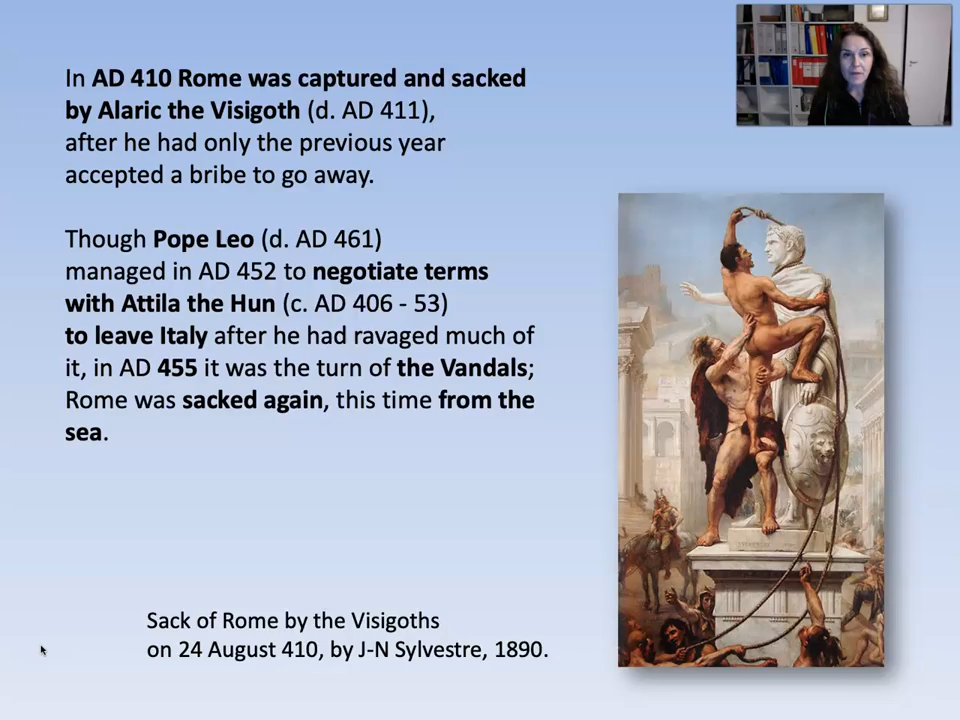 In AD 410 Rome was captured and sacked
by Alaric the Visigoth (d. AD 411),
after he had only the previous year
accepted a bribe to go away.
Though Pope Leo (d. AD 461)
managed in AD 452 to negotiate terms
with Attila the Hun (c. AD 406 - 53)
to leave Italy after he had ravaged much of
it, in AD 455 it was the turn of the Vandals;
Rome was sacked again, this time from the
sea.
Sack of Rome by the Visigoths
on 24 August 410, by J-N Sylvestre, 1890.